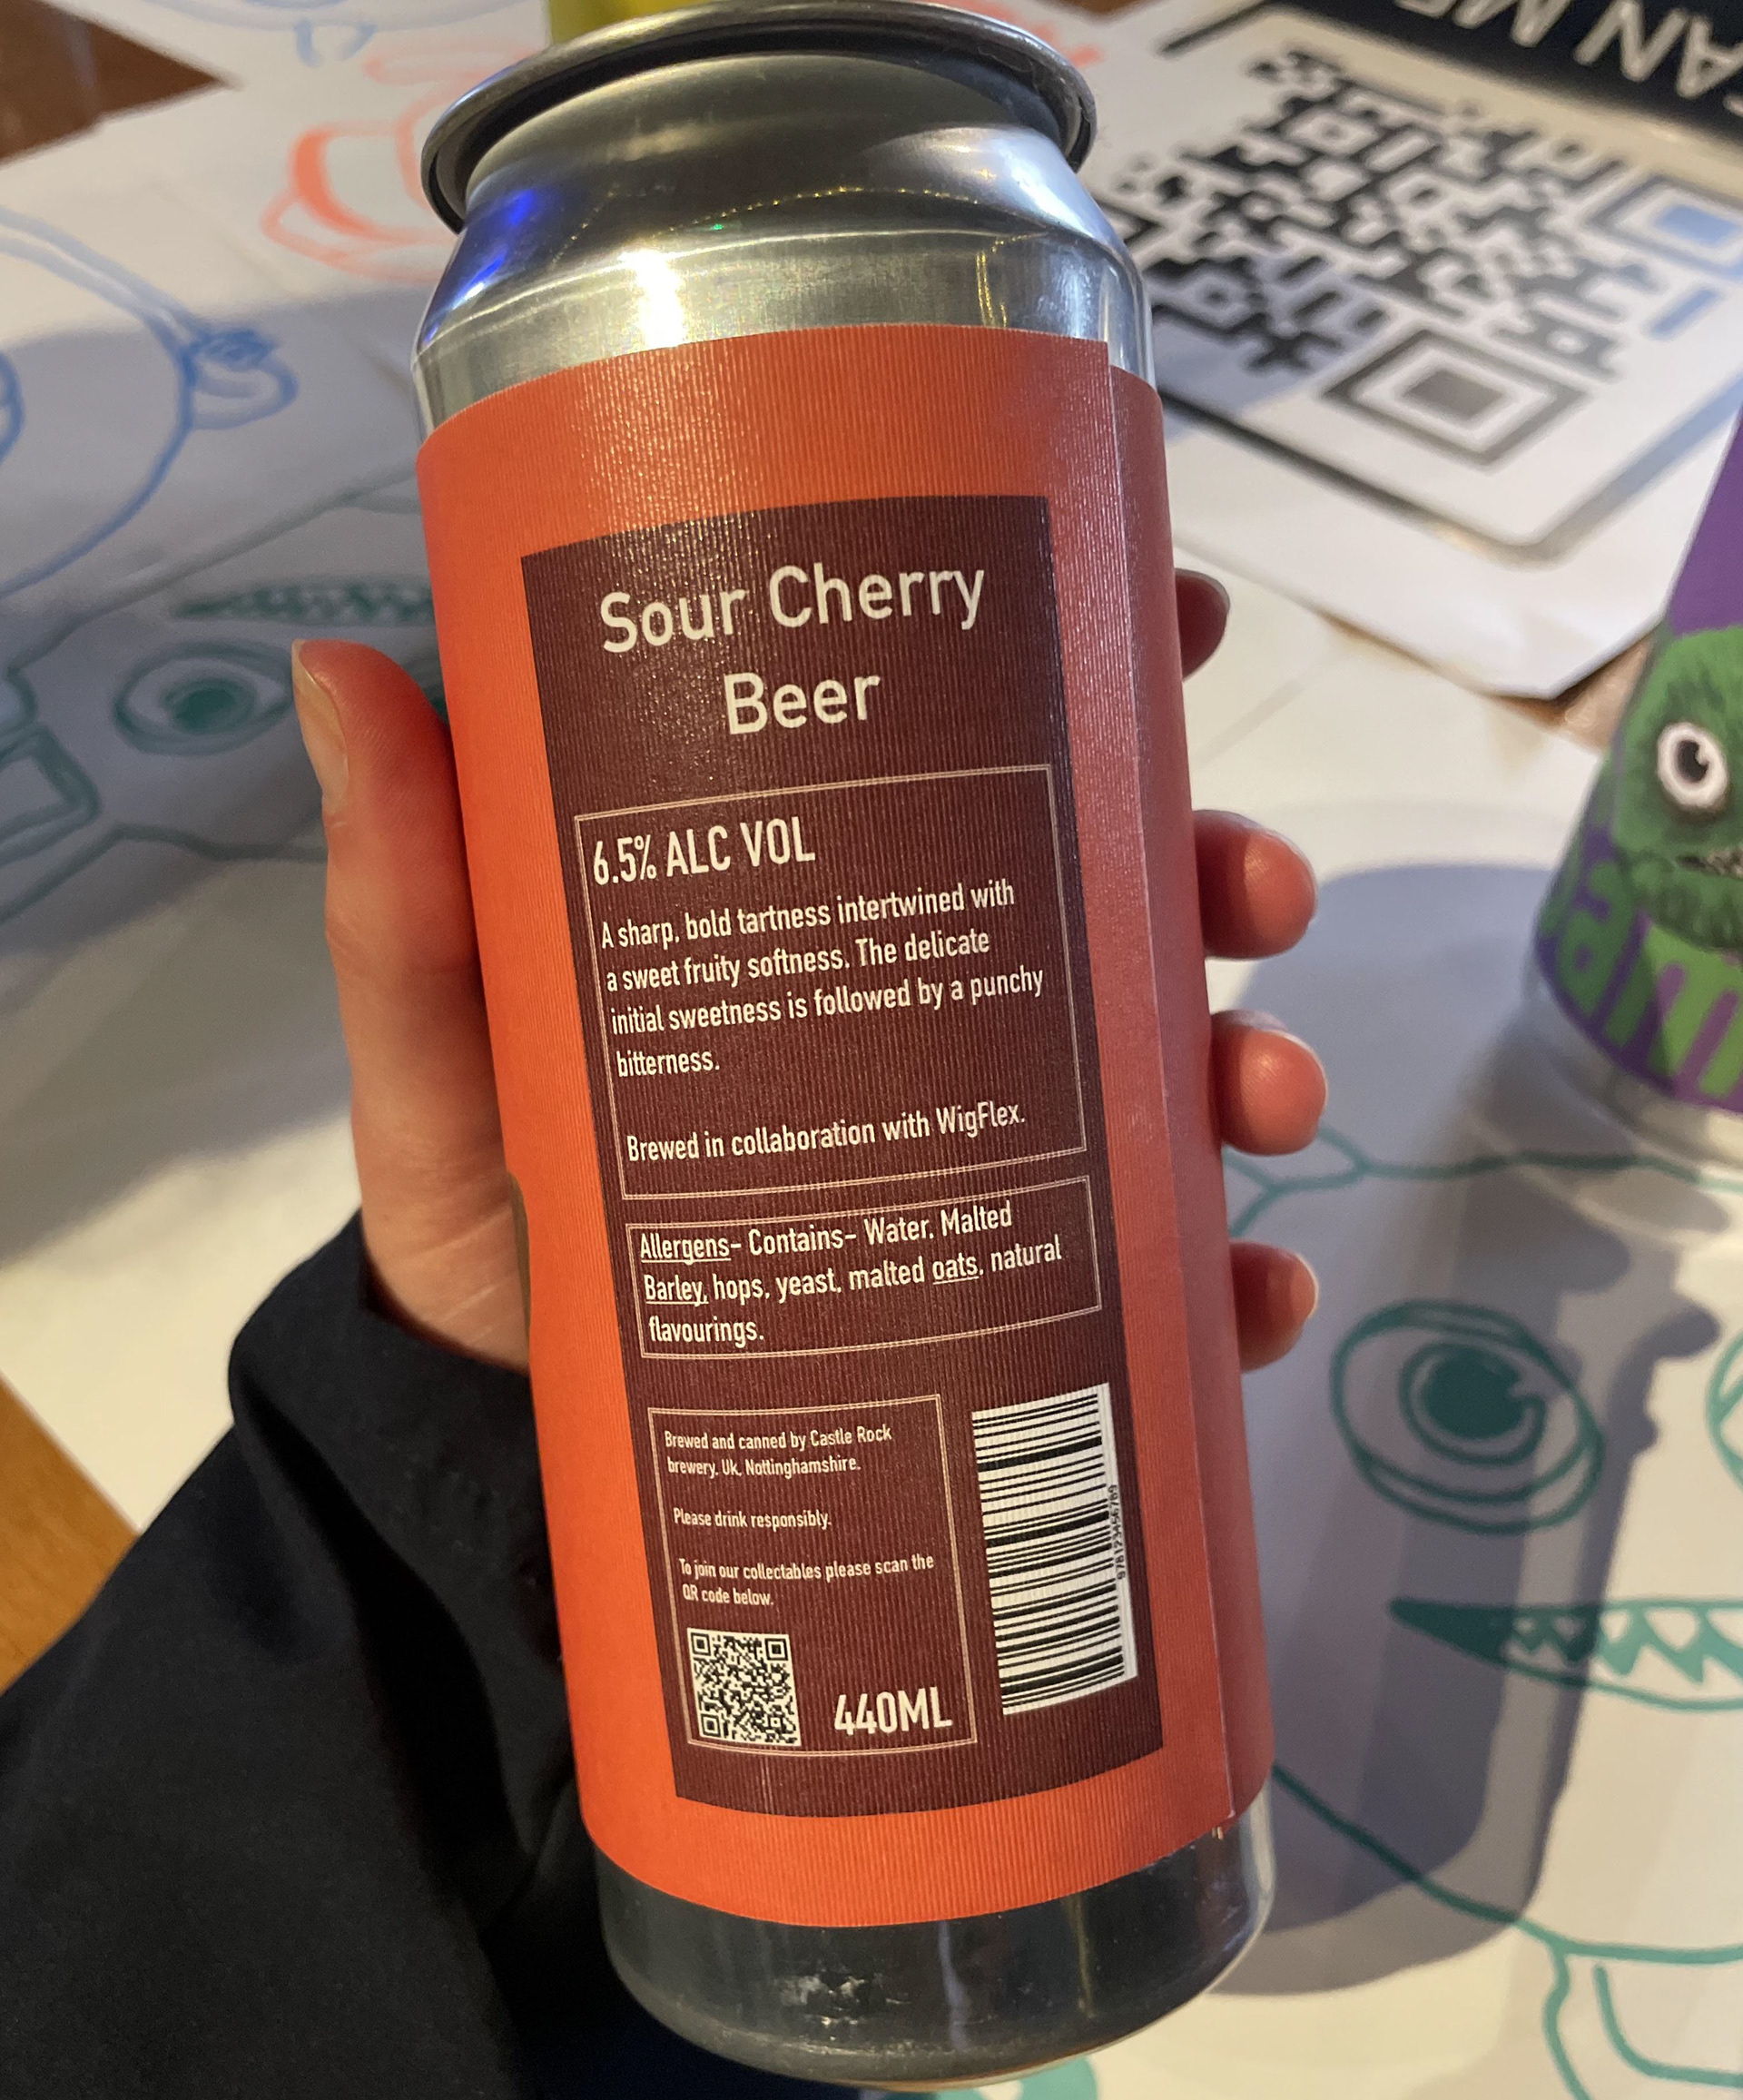 Sour Cherry
Beer
6.5% ALC VOL
A sharp, bold tartness intertwined with
a sweet fruity softness. The delicate
initial sweetness is followed by a punchy
bitterness.
Brewed in collaboration with WigFlex.
Allergens- Contains- Water, Malted
Barley, hops, yeast, malted oats, natural
flavourings.
Brewed and canned by Castle Rock
brewery, Uk, Nottinghamshire.
Please drink responsibly.
To join our collectables please scan the
QR code below.
440ML